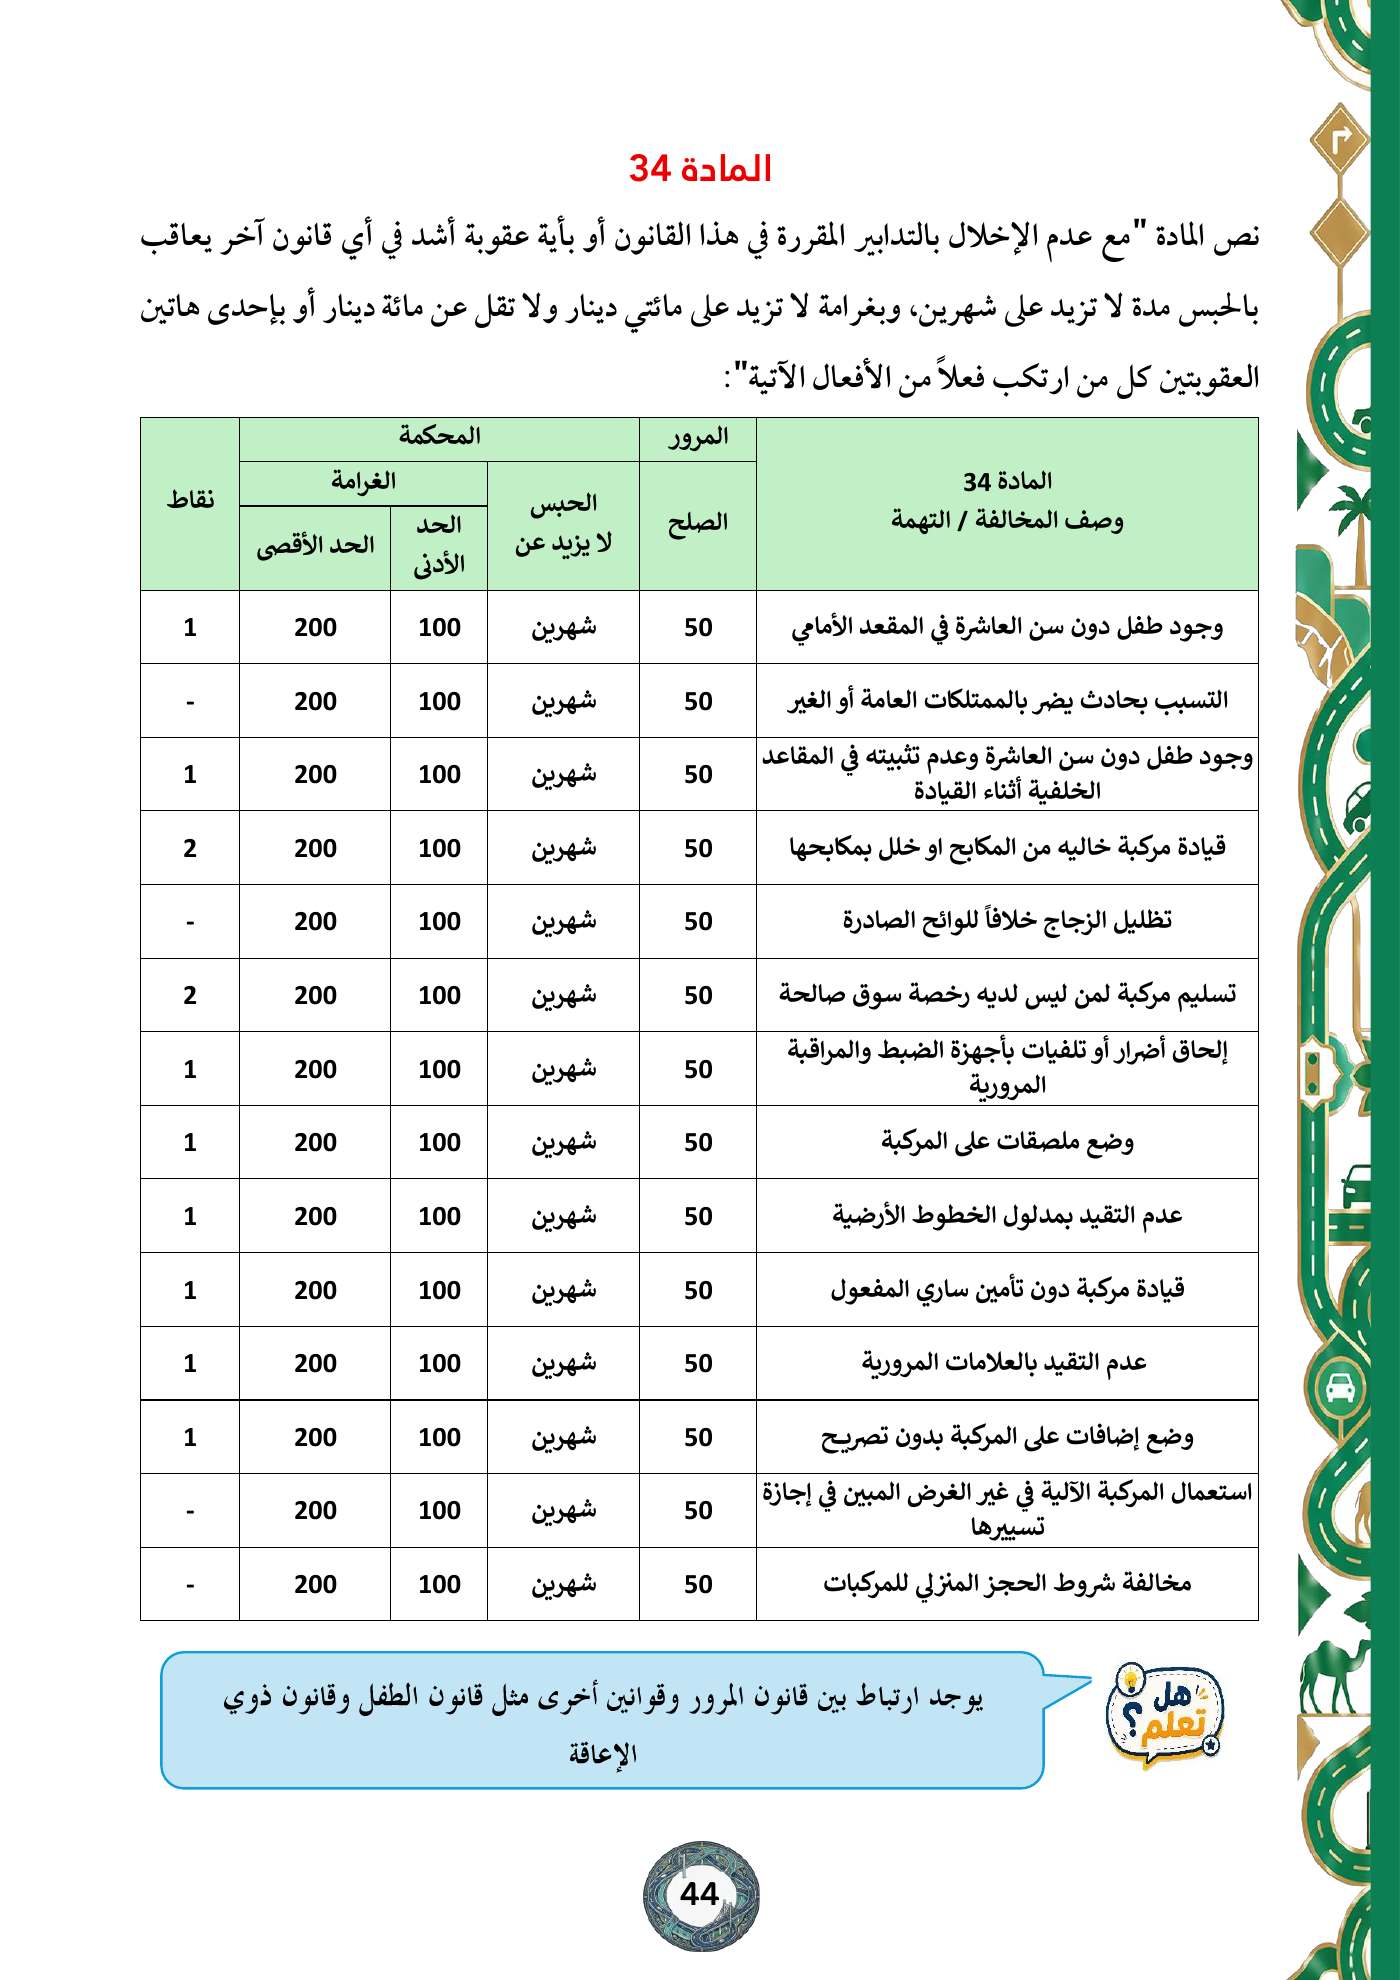 المادة 34
نص المادة "مع عدم الإخلال بالتدابير المقررة في هذا القانون أو بأية عقوبة أشد في أي قانون آخر يعاقب
بالحبس مدة لا تزيد على شهرين، وبغرامة لا تزيد على مائتي دينار ولا تقل عن مائة دينار أو بإحدى هاتين
العقوبتين كل من ارتكب فعلاً من الأفعال الآتية":
المادة 34
وصف المخالفة / التهمة
المرور
المحكمة
نقاط
الصلح
الحبس
لا يزيد عن
الغرامة
الحد
الأدنى
الحد الأقصى
وجود طفل دون سن العاشرة في المقعد الأمامي 50 شهرين 100 200 1
التسبب بحادث يضر بالممتلكات العامة أو الغير 50 شهرين 100 200 -
وجود طفل دون سن العاشرة وعدم تثبيته في المقاعد
الخلفية أثناء القيادة 50 شهرين 100 200 1
قيادة مركبة خاليه من المكابح او خلل بمكابحها 50 شهرين 100 200 2
تظليل الزجاج خلافاً للوائح الصادرة 50 شهرين 100 200 -
تسليم مركبة لمن ليس لديه رخصة سوق صالحة 50 شهرين 100 200 2
إلحاق أضرار أو تلفيات بأجهزة الضبط والمراقبة
المرورية 50 شهرين 100 200 1
وضع ملصقات على المركبة 50 شهرين 100 200 1
عدم التقيد بمدلول الخطوط الأرضية 50 شهرين 100 200 1
قيادة مركبة دون تأمين ساري المفعول 50 شهرين 100 200 1
عدم التقيد بالعلامات المرورية 50 شهرين 100 200 1
وضع إضافات على المركبة بدون تصريح 50 شهرين 100 200 1
استعمال المركبة الآلية في غير الغرض المبين في إجازة
تسييرها 50 شهرين 100 200 -
مخالفة شروط الحجز المنزلي للمركبات 50 شهرين 100 200 -
هل
تعلم؟
يوجد ارتباط بين قانون المرور وقوانين أخرى مثل قانون الطفل وقانون ذوي
الإعاقة
44